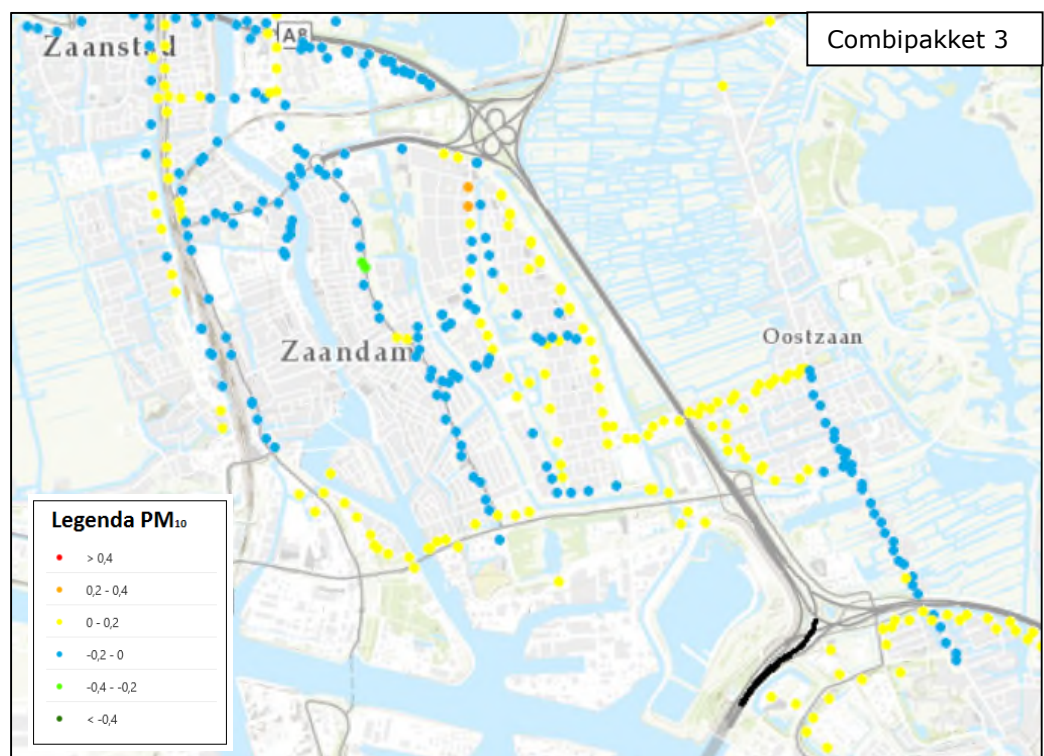 Combipakket 3
A8
Zaanstad
Oostzaan
Zaandam
Legenda PM₁₀
> 0,4
0,2 - 0,4
0 - 0,2
-0,2 - 0
-0,4 - -0,2
< -0,4